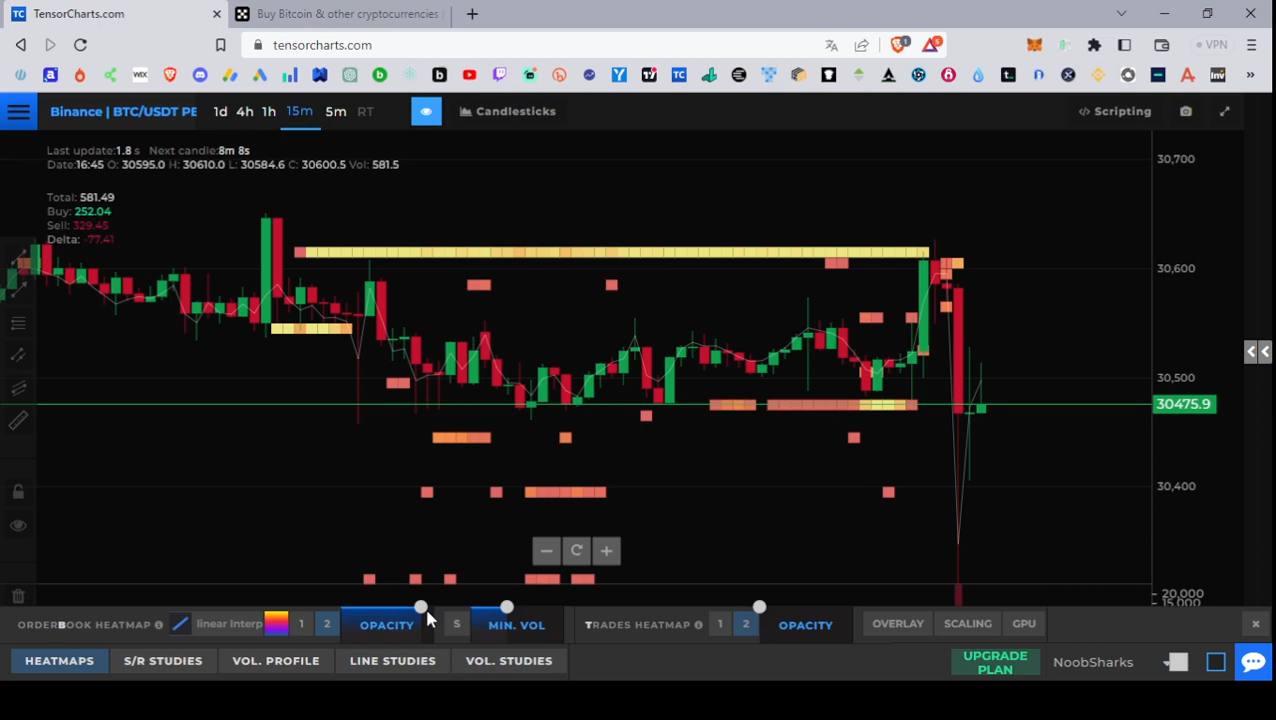 TC TensorCharts.com
Buy Bitcoin & other cryptocurrencies
tensorcharts.com
VPN
Binance | BTC/USDT PE 1d 4h 1h 15m 5m RT Candlesticks Scripting
Last update:1.8 s Next candle:8m 8s
Date:16:45 O: 30595.0 H: 30610.0 L: 30584.6 C: 30600.5 Vol: 581.5
Total: 581.49
Buy: 252.04
Sell: 329.45
Delta: -77.41
30,700
30,600
30,500
30475.9
30,400
20,000
15,000
ORDERBOOK HEATMAP linear Interp 1 2 OPACITY S MIN. VOL TRADES HEATMAP 1 2 OPACITY OVERLAY SCALING GPU
HEATMAPS S/R STUDIES VOL. PROFILE LINE STUDIES VOL. STUDIES UPGRADE PLAN NoobSharks